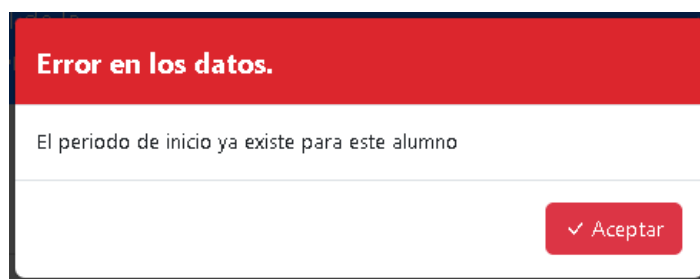 Error en los datos.
El periodo de inicio ya existe para este alumno
Aceptar